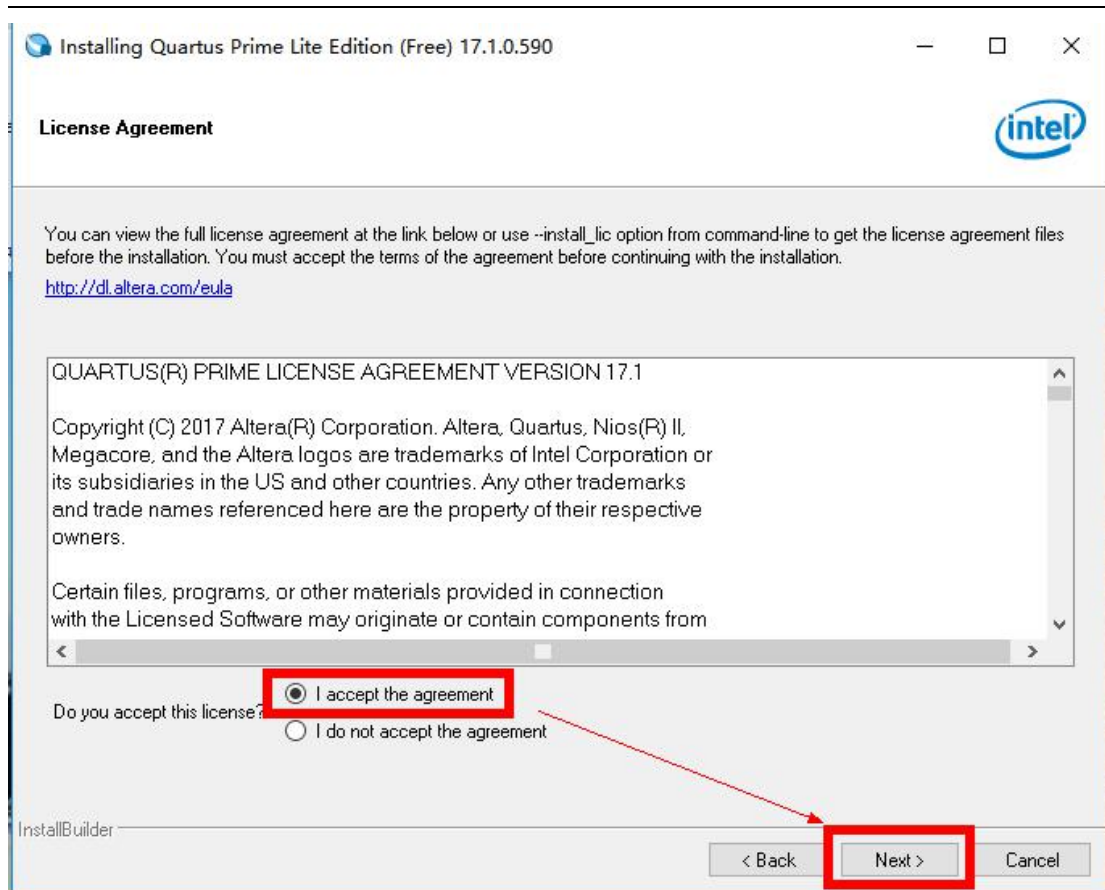 Installing Quartus Prime Lite Edition (Free) 17.1.0.590
License Agreement
intel
You can view the full license agreement at the link below or use --install_lic option from command-line to get the license agreement files
before the installation. You must accept the terms of the agreement before continuing with the installation.
http://dl.altera.com/eula
QUARTUS(R) PRIME LICENSE AGREEMENT VERSION 17.1
Copyright (C) 2017 Altera(R) Corporation. Altera, Quartus, Nios(R) II,
Megacore, and the Altera logos are trademarks of Intel Corporation or
its subsidiaries in the US and other countries. Any other trademarks
and trade names referenced here are the property of their respective
owners.
Certain files, programs, or other materials provided in connection
with the Licensed Software may originate or contain components from
Do you accept this license?
I accept the agreement
I do not accept the agreement
InstallBuilder
< Back
Next >
Cancel